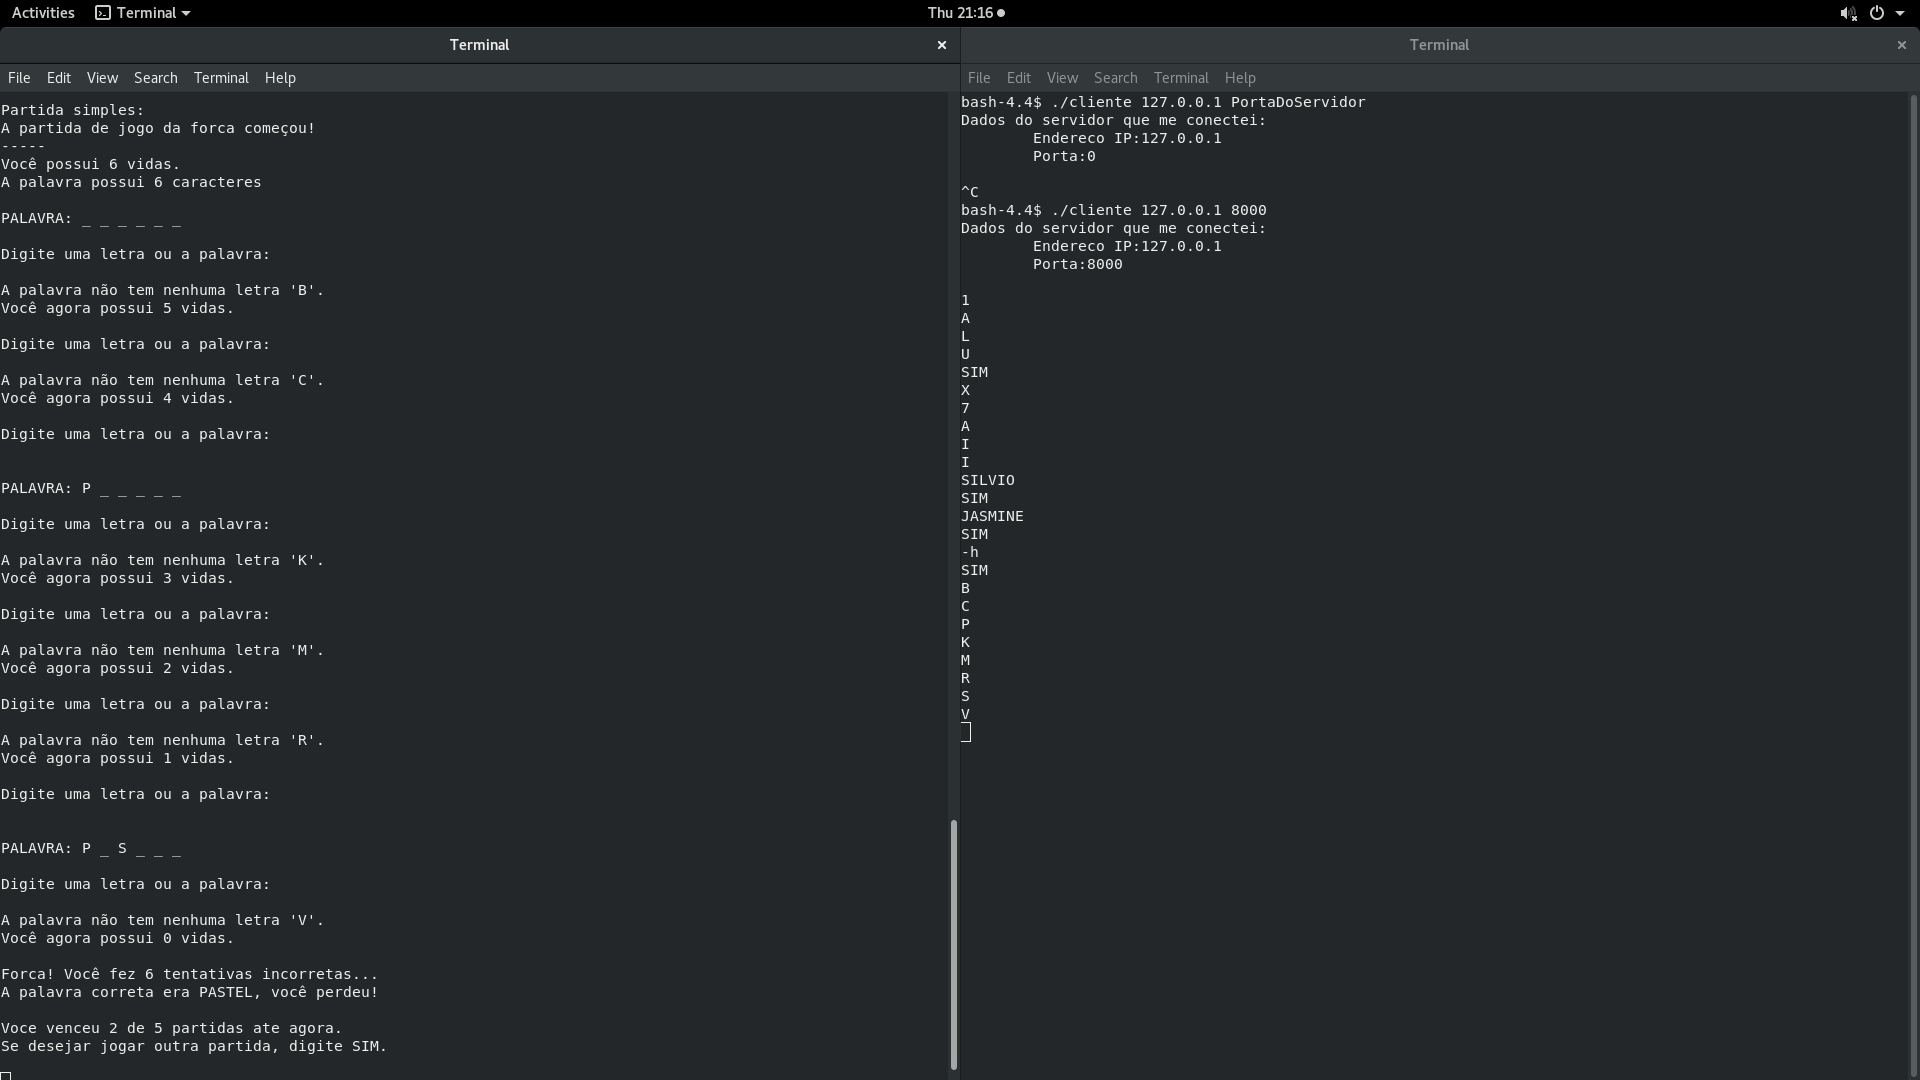 Activities Terminal Thu 21:16
Terminal
File Edit View Search Terminal Help
Partida simples:
A partida de jogo da forca começou!
-----
Você possui 6 vidas.
A palavra possui 6 caracteres
PALAVRA: _ _ _ _ _ _
Digite uma letra ou a palavra:
A palavra não tem nenhuma letra 'B'.
Você agora possui 5 vidas.
Digite uma letra ou a palavra:
A palavra não tem nenhuma letra 'C'.
Você agora possui 4 vidas.
Digite uma letra ou a palavra:
PALAVRA: P _ _ _ _ _
Digite uma letra ou a palavra:
A palavra não tem nenhuma letra 'K'.
Você agora possui 3 vidas.
Digite uma letra ou a palavra:
A palavra não tem nenhuma letra 'M'.
Você agora possui 2 vidas.
Digite uma letra ou a palavra:
A palavra não tem nenhuma letra 'R'.
Você agora possui 1 vidas.
Digite uma letra ou a palavra:
PALAVRA: P _ S _ _ _
Digite uma letra ou a palavra:
A palavra não tem nenhuma letra 'V'.
Você agora possui 0 vidas.
Forca! Você fez 6 tentativas incorretas...
A palavra correta era PASTEL, você perdeu!
Voce venceu 2 de 5 partidas ate agora.
Se desejar jogar outra partida, digite SIM.
Terminal
File Edit View Search Terminal Help
bash-4.4$ ./cliente 127.0.0.1 PortaDoServidor
Dados do servidor que me conectei:
Endereco IP:127.0.0.1
Porta:0
^C
bash-4.4$ ./cliente 127.0.0.1 8000
Dados do servidor que me conectei:
Endereco IP:127.0.0.1
Porta:8000
1
A
L
U
SIM
X
7
A
I
I
SILVIO
SIM
JASMINE
SIM
-h
SIM
B
C
P
K
M
R
S
V